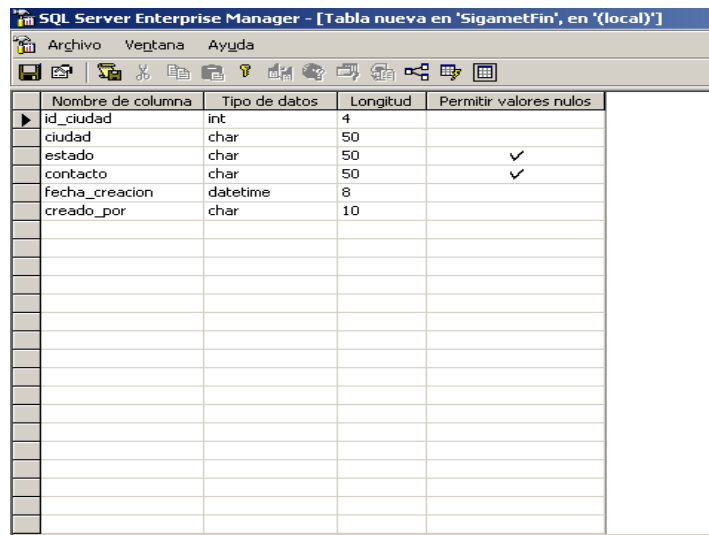 SQL Server Enterprise Manager - [Tabla nueva en 'SigametFin', en '(local)']
Archivo Ventana Ayuda
Nombre de columna Tipo de datos Longitud Permitir valores nulos
id_ciudad int 4
ciudad char 50
estado char 50
contacto char 50
fecha_creacion datetime 8
creado_por char 10